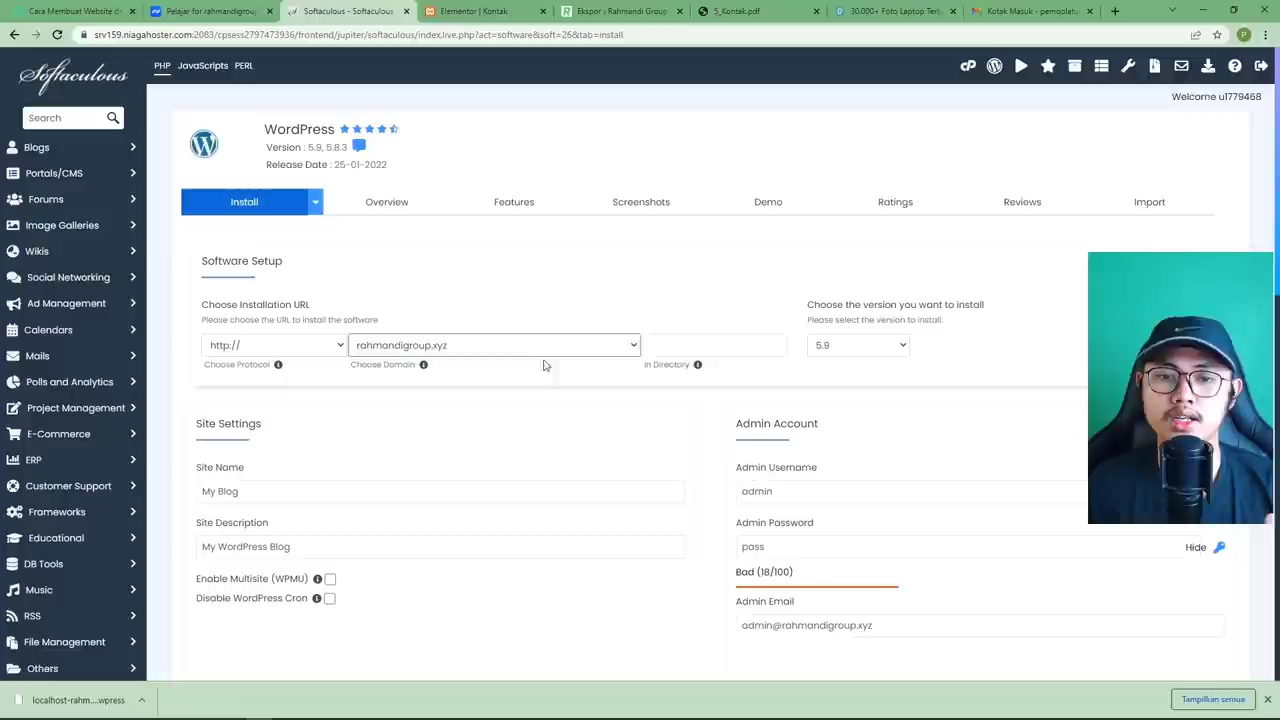 Cara Membuat Website D
Pelajar for rahmandigrou
Softaculous -
Elementor | Kontak
Ekspor ‹ Rahmandi Group
5_Kontak.pdf
30.000+ Foto Laptop Terb
Kotak Masuk - pemoolatu
srv159.niagahoster.com:2083/cpsess2797473936/frontend/jupiter/softaculous/index.live.php?act=software&soft=26&tab=install
P
Softaculous
PHP
JavaScripts
PERL
Welcome u1779468
Search
Blogs
Portals/CMS
Forums
Image Galleries
Wikis
Social Networking
Ad Management
Calendars
Mails
Polls and Analytics
Project Management
E-Commerce
ERP
Customer Support
Frameworks
Educational
DB Tools
Music
RSS
File Management
Others
WordPress
Version : 5.9, 5.8.3
Release Date : 25-01-2022
Install
Overview
Features
Screenshots
Demo
Ratings
Reviews
Import
Software Setup
Choose Installation URL
Please choose the URL to install the software
http://
rahmandigroup.xyz
Choose Protocol
Choose Domain
In Directory
Choose the version you want to install
Please select the version to install.
5.9
Site Settings
Site Name
My Blog
Site Description
My WordPress Blog
Enable Multisite (WPMU)
Disable WordPress Cron
Admin Account
Admin Username
admin
Admin Password
pass
Hide
Bad (18/100)
Admin Email
admin@rahmandigroup.xyz
localhost-rahm....wpress
Tampilkan semua